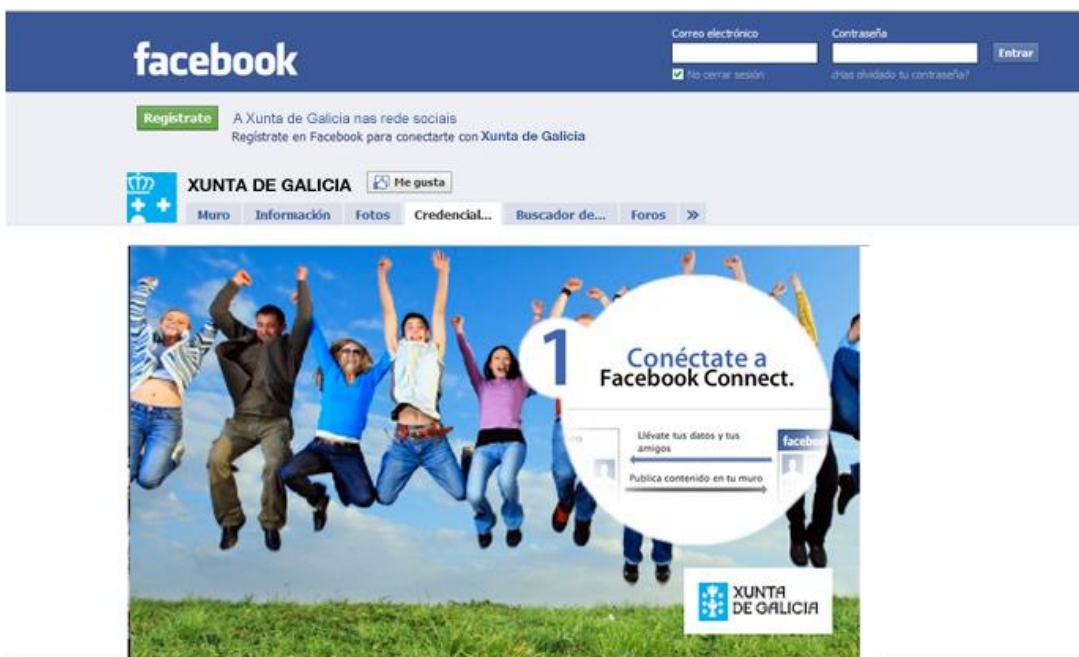 Correo electrónico
Contraseña
facebook
Entrar
No cerrar sesión
¿Has olvidado tu contraseña?
Regístrate
A Xunta de Galicia nas rede sociais
Regístrate en Facebook para conectarte con Xunta de Galicia
XUNTA DE GALICIA
Me gusta
Muro Información Fotos Credencial... Buscador de... Foros »
1
Conéctate a
Facebook Connect.
Llévate tus datos y tus
amigos
facebo
Publica contenido en tu muro
XUNTA
DE GALICIA